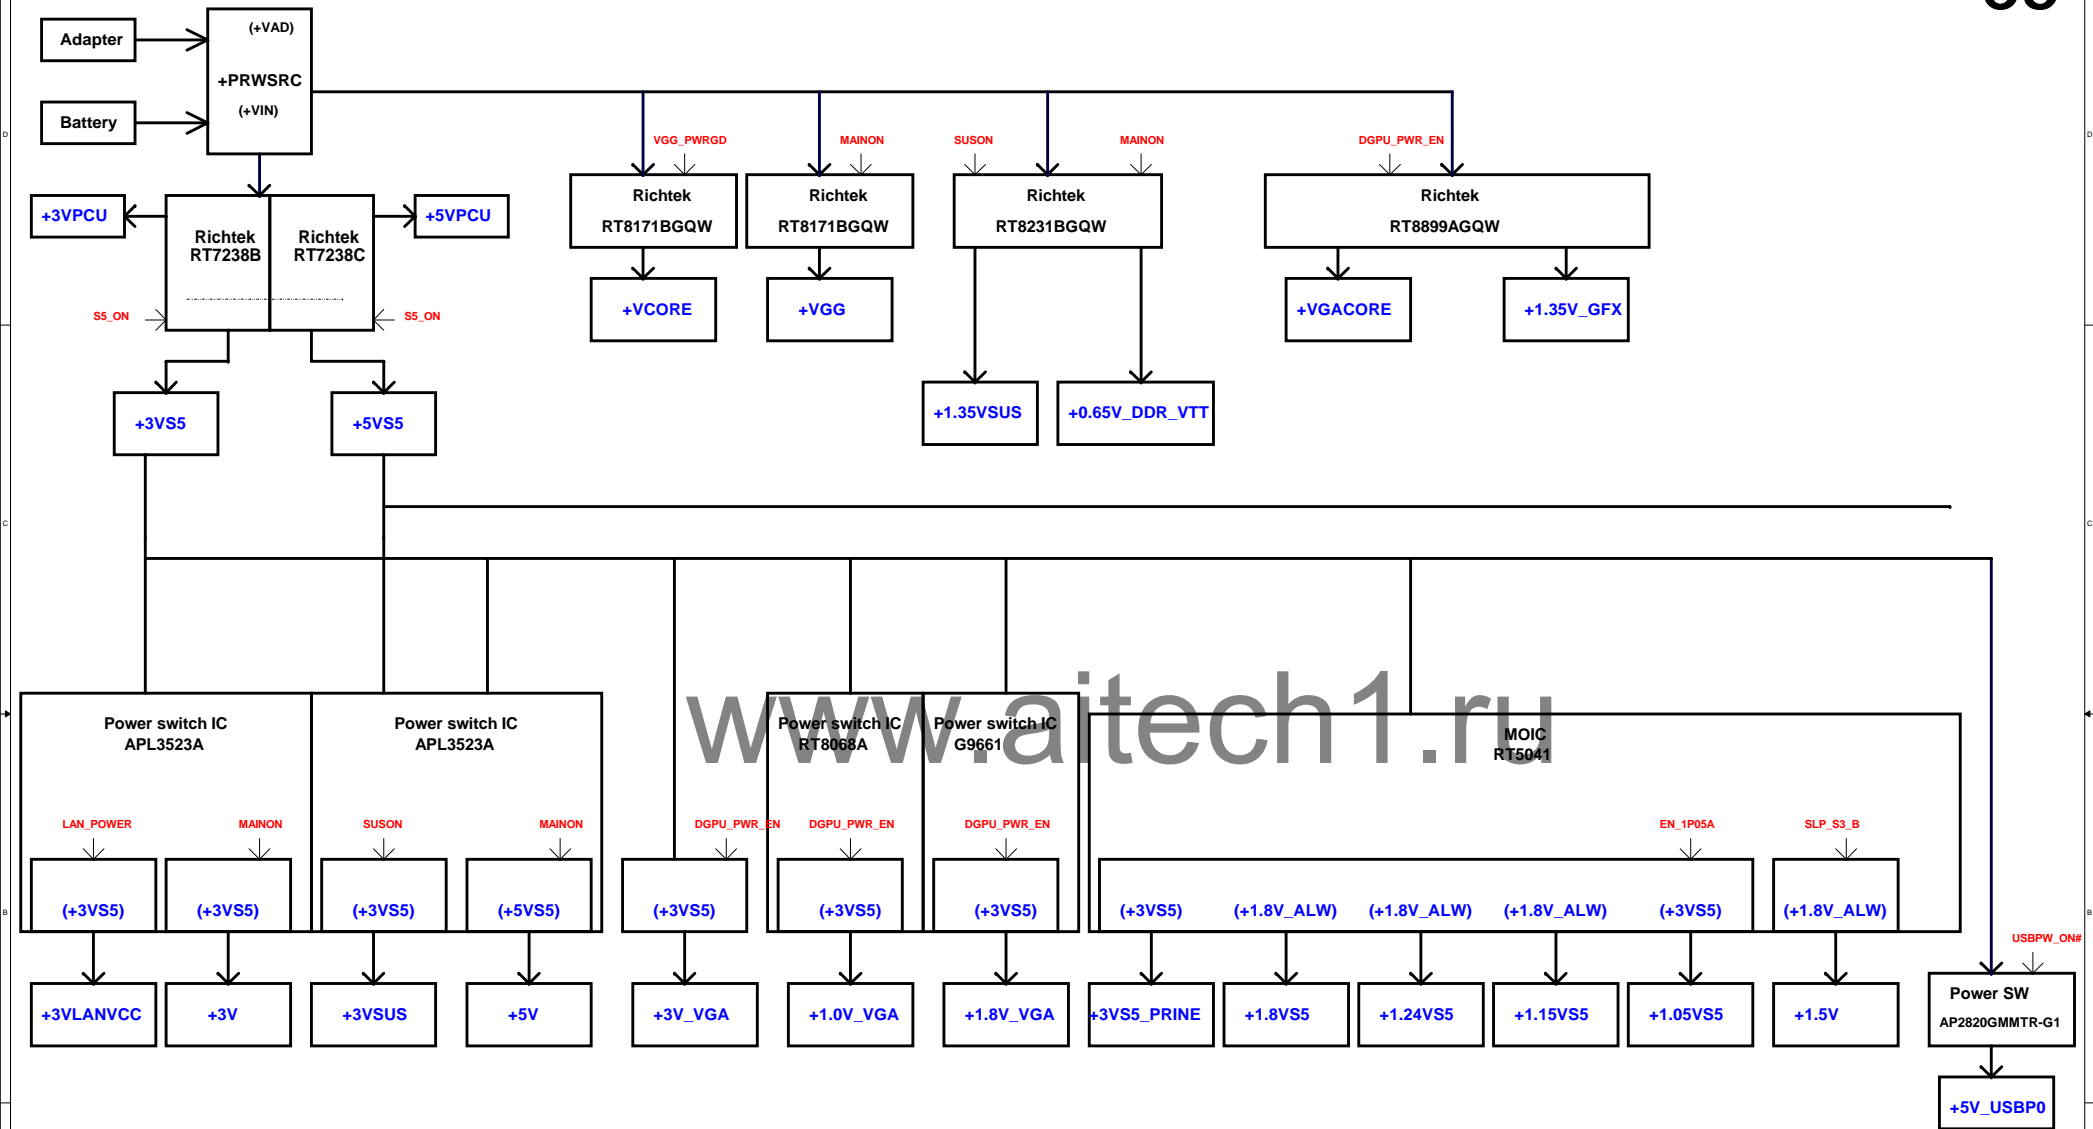 Adapter
(+VAD)
+PRWSRC
(+VIN)
Battery
VGG_PWRGD
MAINON
SUSON
MAINON
DGPU_PWR_EN
D
D
+3VPCU
Richtek
RT7238B
Richtek
RT7238C
+5VPCU
Richtek
RT8171BGQW
Richtek
RT8171BGQW
Richtek
RT8231BGQW
Richtek
RT8899AGQW
S5_ON
S5_ON
+VCORE
+VGG
+VGACORE
+1.35V_GFX
+3VS5
+5VS5
+1.35VSUS
+0.65V_DDR_VTT
C
C
www.aitech1.ru
Power switch IC
APL3523A
Power switch IC
APL3523A
Power switch IC
RT8068A
Power switch IC
G9661
MOIC
RT5041
LAN_POWER
MAINON
SUSON
MAINON
DGPU_PWR_EN
DGPU_PWR_EN
DGPU_PWR_EN
EN_1P05A
SLP_S3_B
B
B
(+3VS5)
(+3VS5)
(+3VS5)
(+5VS5)
(+3VS5)
(+3VS5)
(+3VS5)
(+3VS5)
(+1.8V_ALW)
(+1.8V_ALW)
(+1.8V_ALW)
(+3VS5)
(+1.8V_ALW)
USBPW_ON#
+3VLANVCC
+3V
+3VSUS
+5V
+3V_VGA
+1.0V_VGA
+1.8V_VGA
+3VS5_PRINE
+1.8VS5
+1.24VS5
+1.15VS5
+1.05VS5
+1.5V
Power SW
AP2820GMMTR-G1
+5V_USBP0